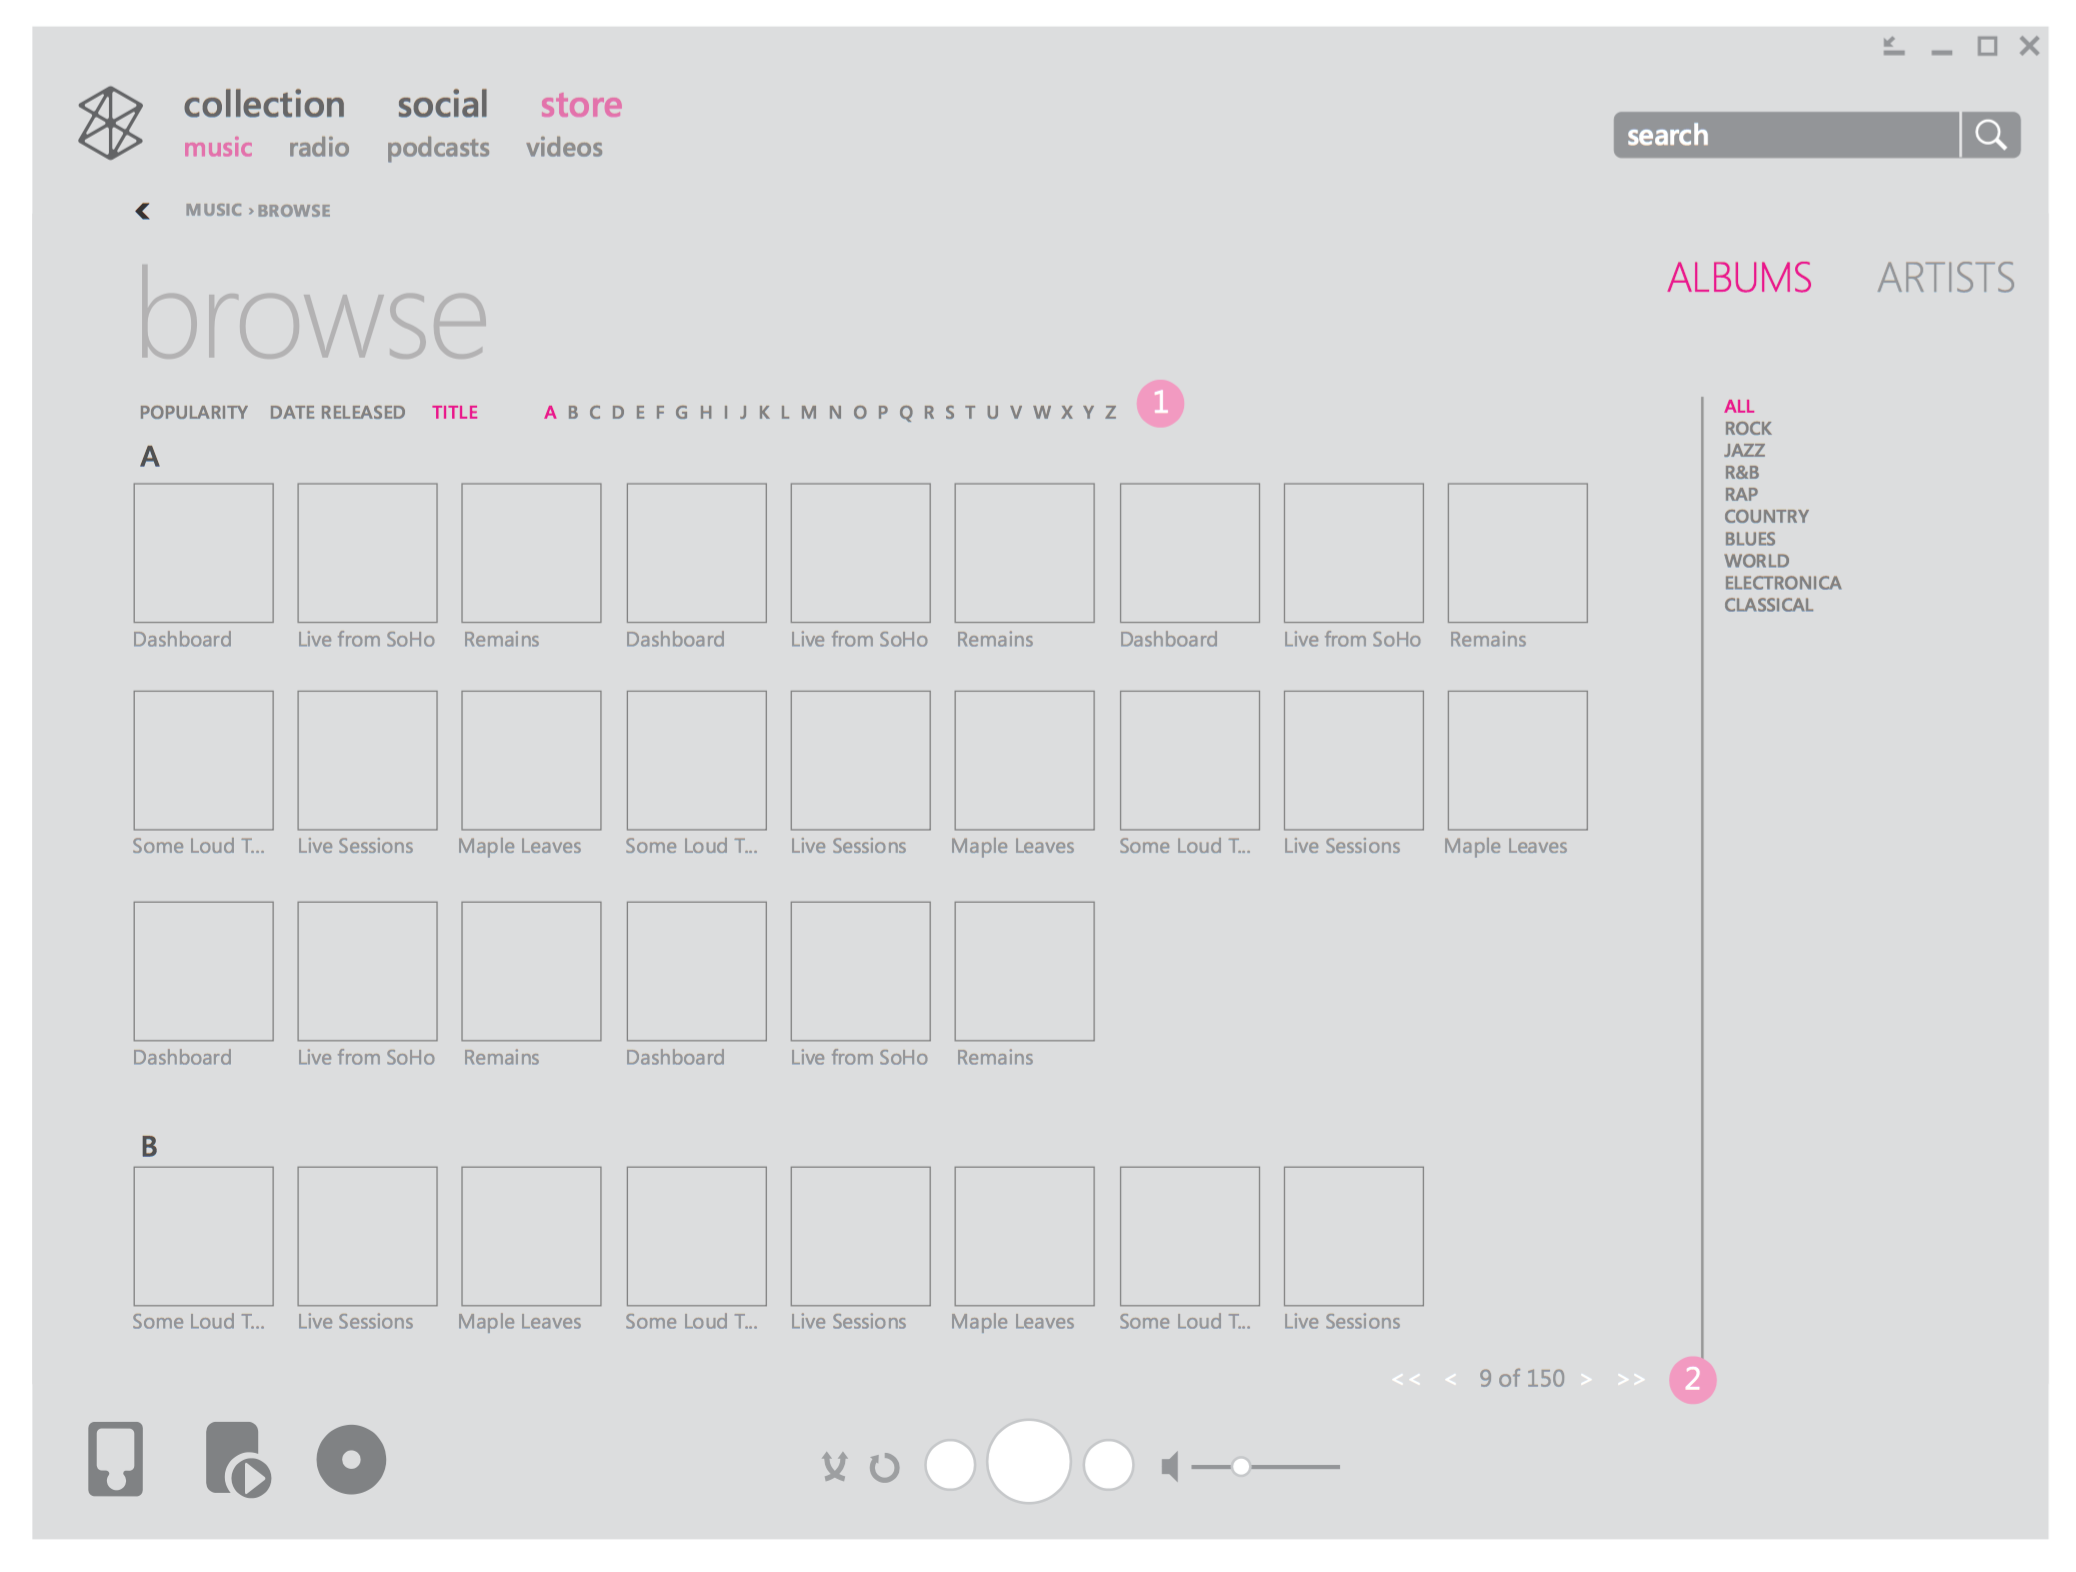 collection social store
music radio podcasts videos
search
MUSIC › BROWSE
browse
ALBUMS ARTISTS
POPULARITY DATE RELEASED TITLE A B C D E F G H I J K L M N O P Q R S T U V W X Y Z 1
A
Dashboard Live from SoHo Remains Dashboard Live from SoHo Remains Dashboard Live from SoHo Remains
Some Loud T... Live Sessions Maple Leaves Some Loud T... Live Sessions Maple Leaves Some Loud T... Live Sessions Maple Leaves
Dashboard Live from SoHo Remains Dashboard Live from SoHo Remains
B
Some Loud T... Live Sessions Maple Leaves Some Loud T... Live Sessions Maple Leaves Some Loud T... Live Sessions
ALL
ROCK
JAZZ
R&B
RAP
COUNTRY
BLUES
WORLD
ELECTRONICA
CLASSICAL
<< < 9 of 150 > >> 2